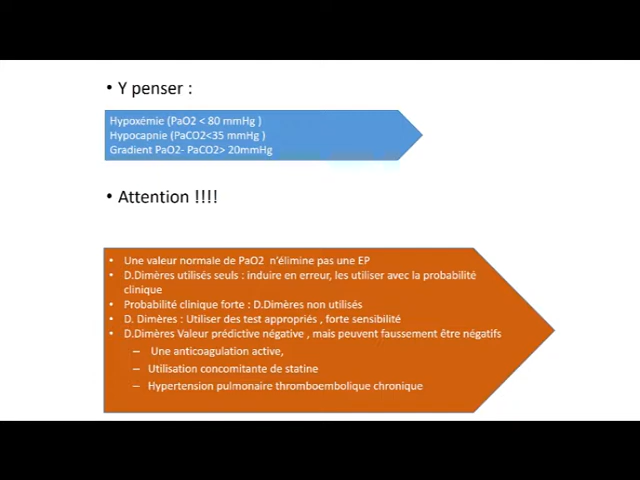 • Y penser :
Hypoxémie (PaO2 < 80 mmHg )
Hypocapnie (PaCO2<35 mmHg )
Gradient PaO2- PaCO2> 20mmHg
• Attention !!!!
• Une valeur normale de PaO2 n'élimine pas une EP
• D.Dimères utilisés seuls : induire en erreur, les utiliser avec la probabilité
clinique
• Probabilité clinique forte : D.Dimères non utilisés
• D. Dimères : Utiliser des test appropriés , forte sensibilité
• D.Dimères Valeur prédictive négative , mais peuvent faussement être négatifs
– Une anticoagulation active,
– Utilisation concomitante de statine
– Hypertension pulmonaire thromboembolique chronique